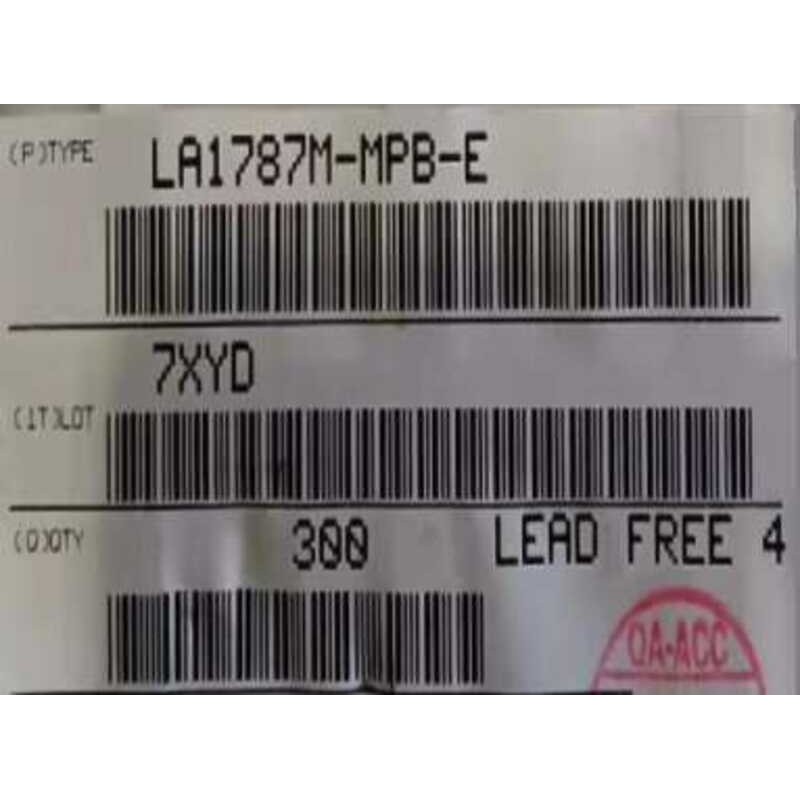 (P)TYPE LA1787M-MPB-E
7XYD
(1T)LOT
(Q)QTY 300 LEAD FREE 4
QA-ACC